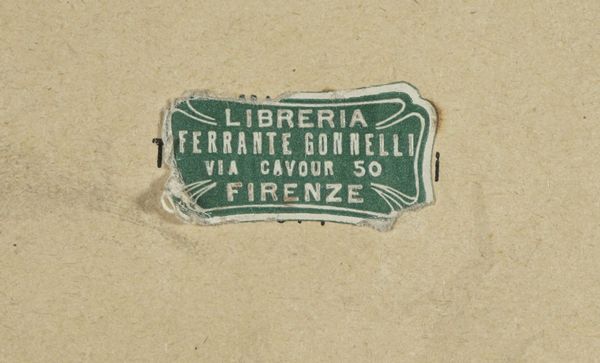 LIBRERIA
FERRANTE GONNELLI
VIA CAVOUR 50
FIRENZE